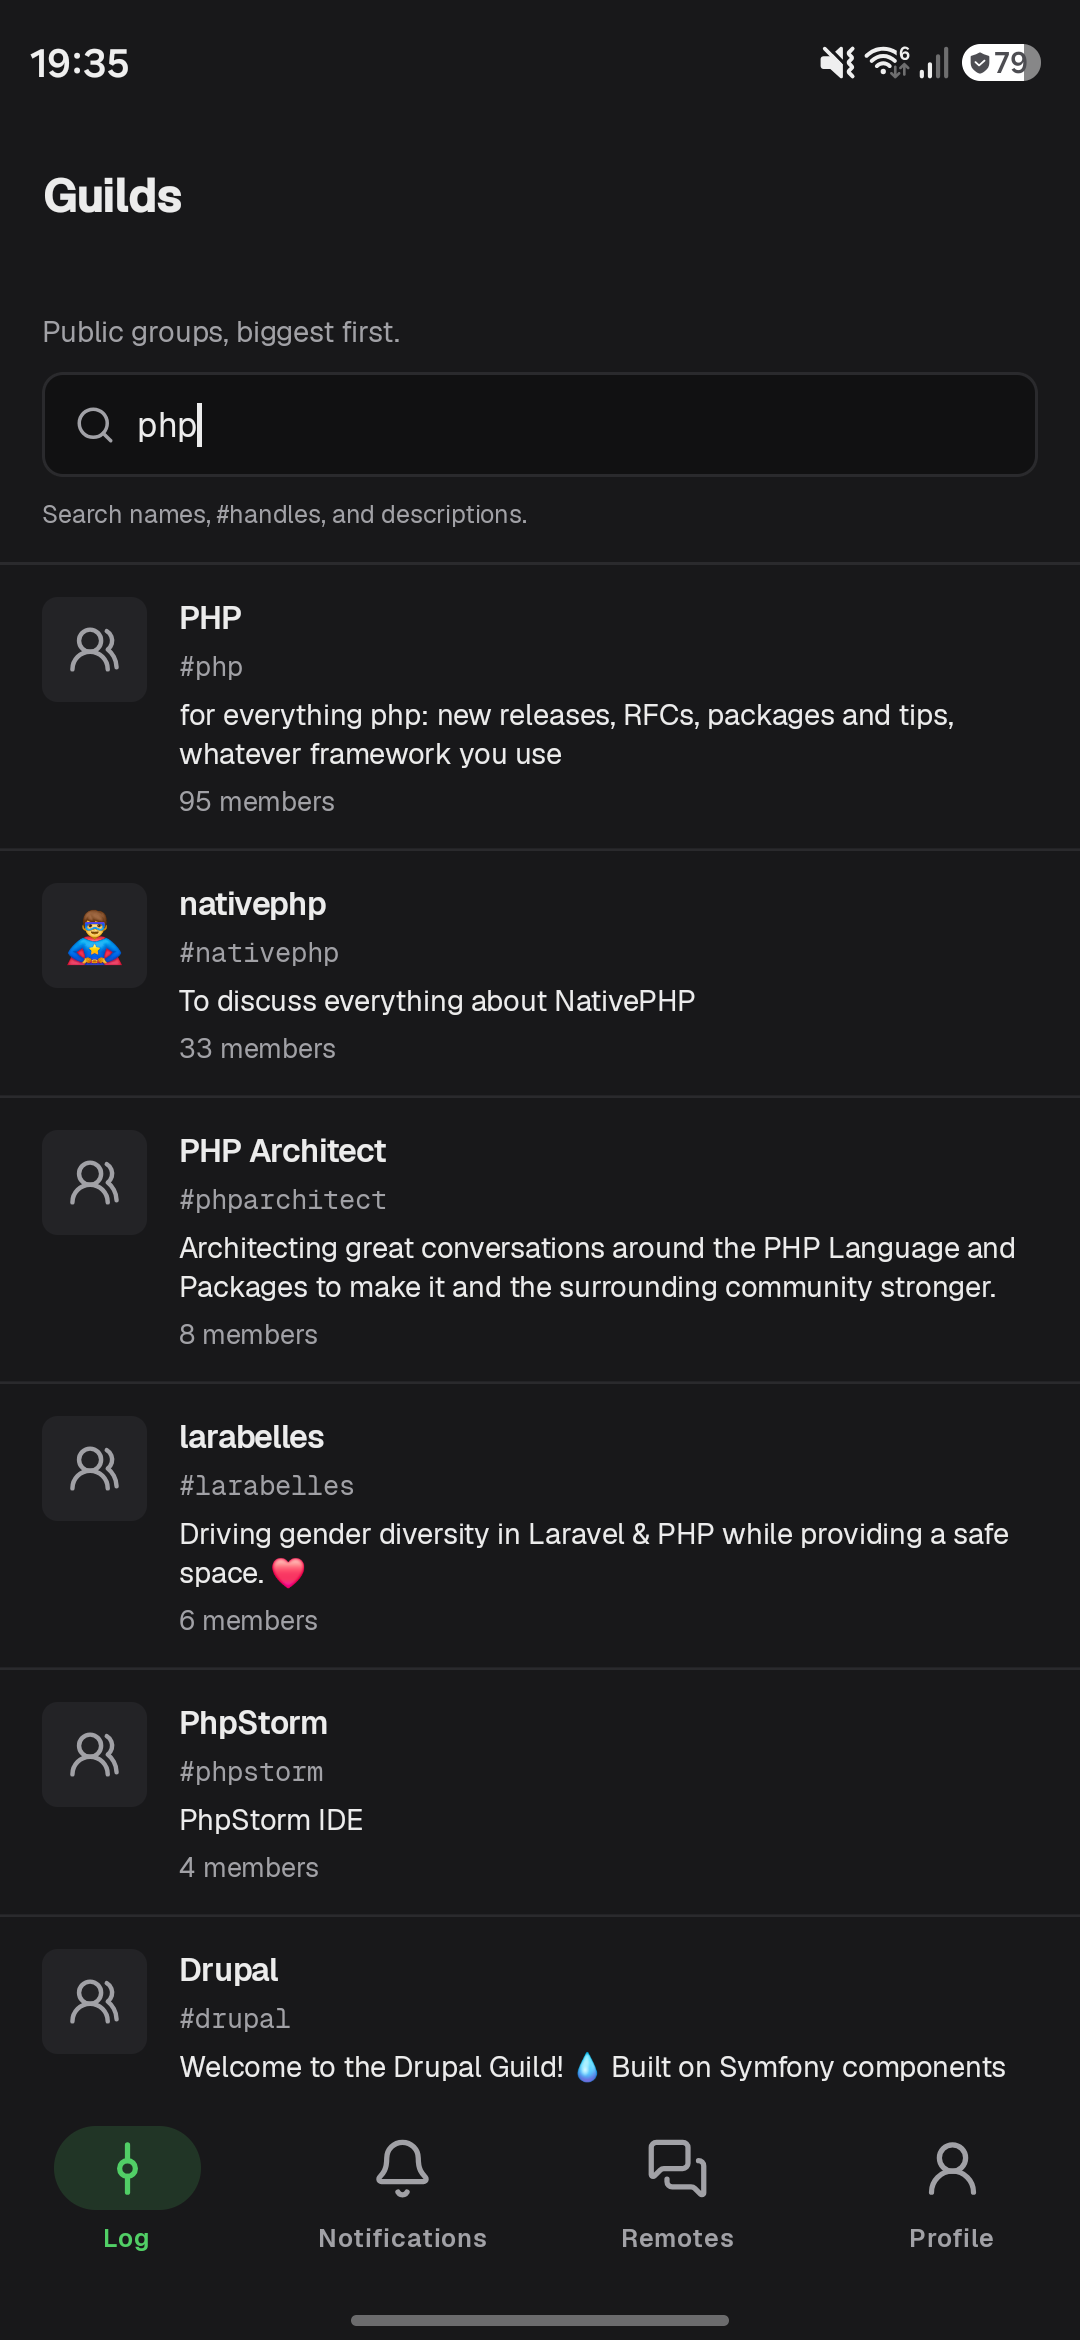 19:35
6
79
Guilds
Public groups, biggest first.
php
Search names, #handles, and descriptions.
PHP
#php
for everything php: new releases, RFCs, packages and tips,
whatever framework you use
95 members
nativephp
#nativephp
To discuss everything about NativePHP
33 members
PHP Architect
#phparchitect
Architecting great conversations around the PHP Language and
Packages to make it and the surrounding community stronger.
8 members
larabelles
#larabelles
Driving gender diversity in Laravel & PHP while providing a safe
space. 💗
6 members
PhpStorm
#phpstorm
PhpStorm IDE
4 members
Drupal
#drupal
Welcome to the Drupal Guild! 💧 Built on Symfony components
Log
Notifications
Remotes
Profile